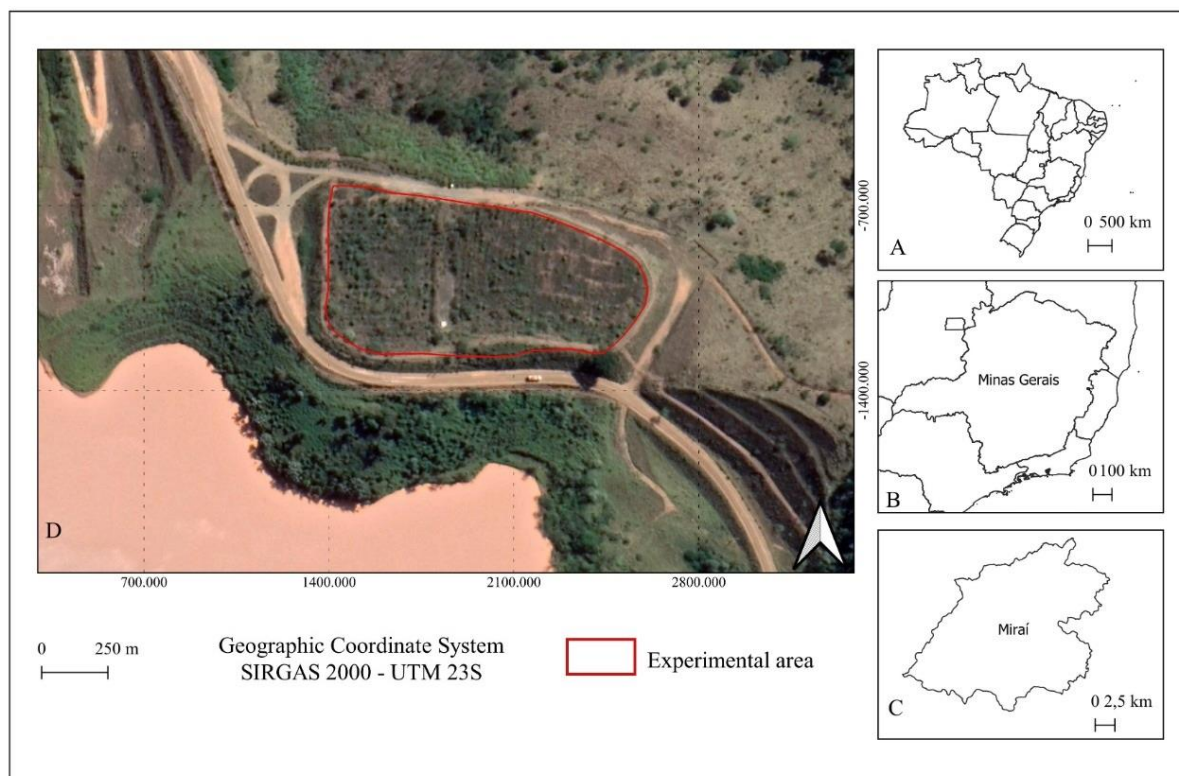 D
700.000
1400.000
2100.000
2800.000
-700.000
-1400.000
0 250 m
Geographic Coordinate System
SIRGAS 2000 - UTM 23S
Experimental area
0 500 km
A
Minas Gerais
0 100 km
B
Miraí
0 2,5 km
C